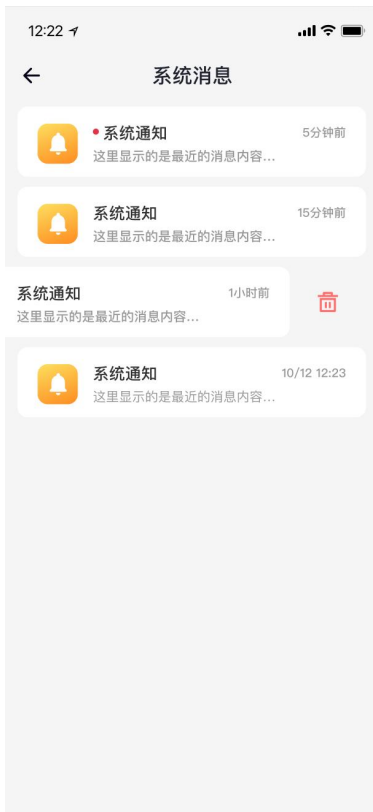 12:22
系统消息
系统通知 5分钟前
这里显示的是最近的消息内容...
系统通知 15分钟前
这里显示的是最近的消息内容...
系统通知 1小时前
这里显示的是最近的消息内容...
系统通知 10/12 12:23
这里显示的是最近的消息内容...